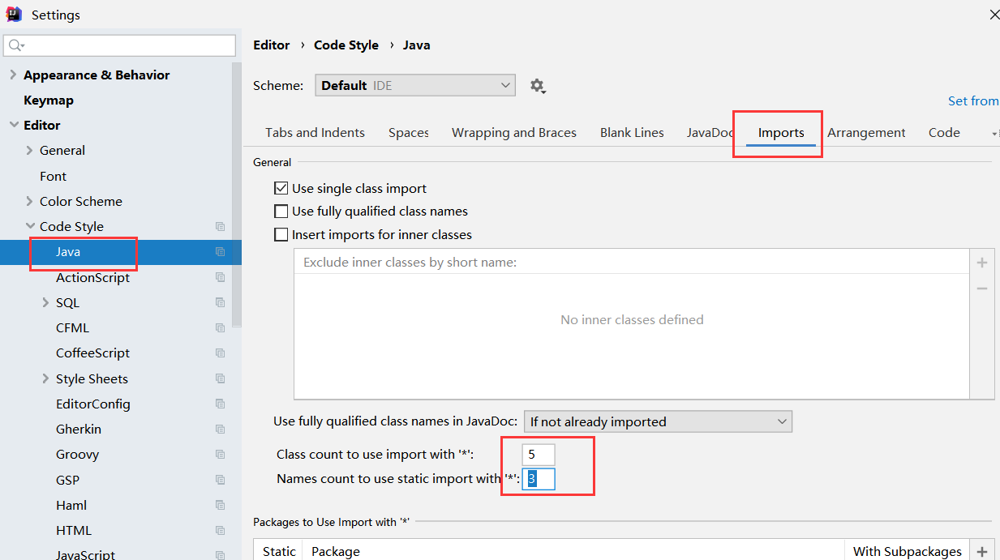 Settings
Appearance & Behavior
Keymap
Editor
General
Font
Color Scheme
Code Style
Java
ActionScript
SQL
CFML
CoffeeScript
Style Sheets
EditorConfig
Gherkin
Groovy
GSP
Haml
HTML
JavaScript
Editor › Code Style › Java
Scheme: Default IDE
Set from
Tabs and Indents Spaces Wrapping and Braces Blank Lines JavaDoc Imports Arrangement Code
General
Use single class import
Use fully qualified class names
Insert imports for inner classes
Exclude inner classes by short name:
No inner classes defined
Use fully qualified class names in JavaDoc: If not already imported
Class count to use import with '*': 5
Names count to use static import with '*': 3
Packages to Use Import with '*'
Static Package With Subpackages